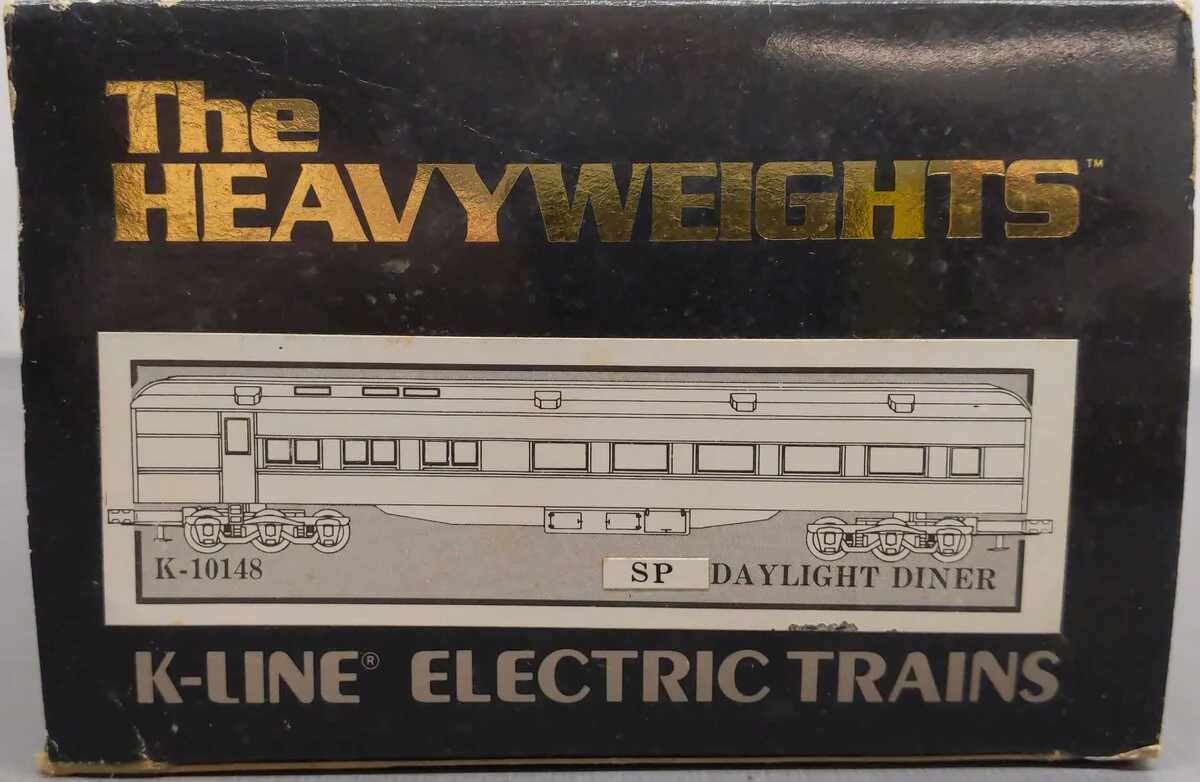 The
HEAVYWEIGHTS™
K-10148
SP DAYLIGHT DINER
K-LINE® ELECTRIC TRAINS